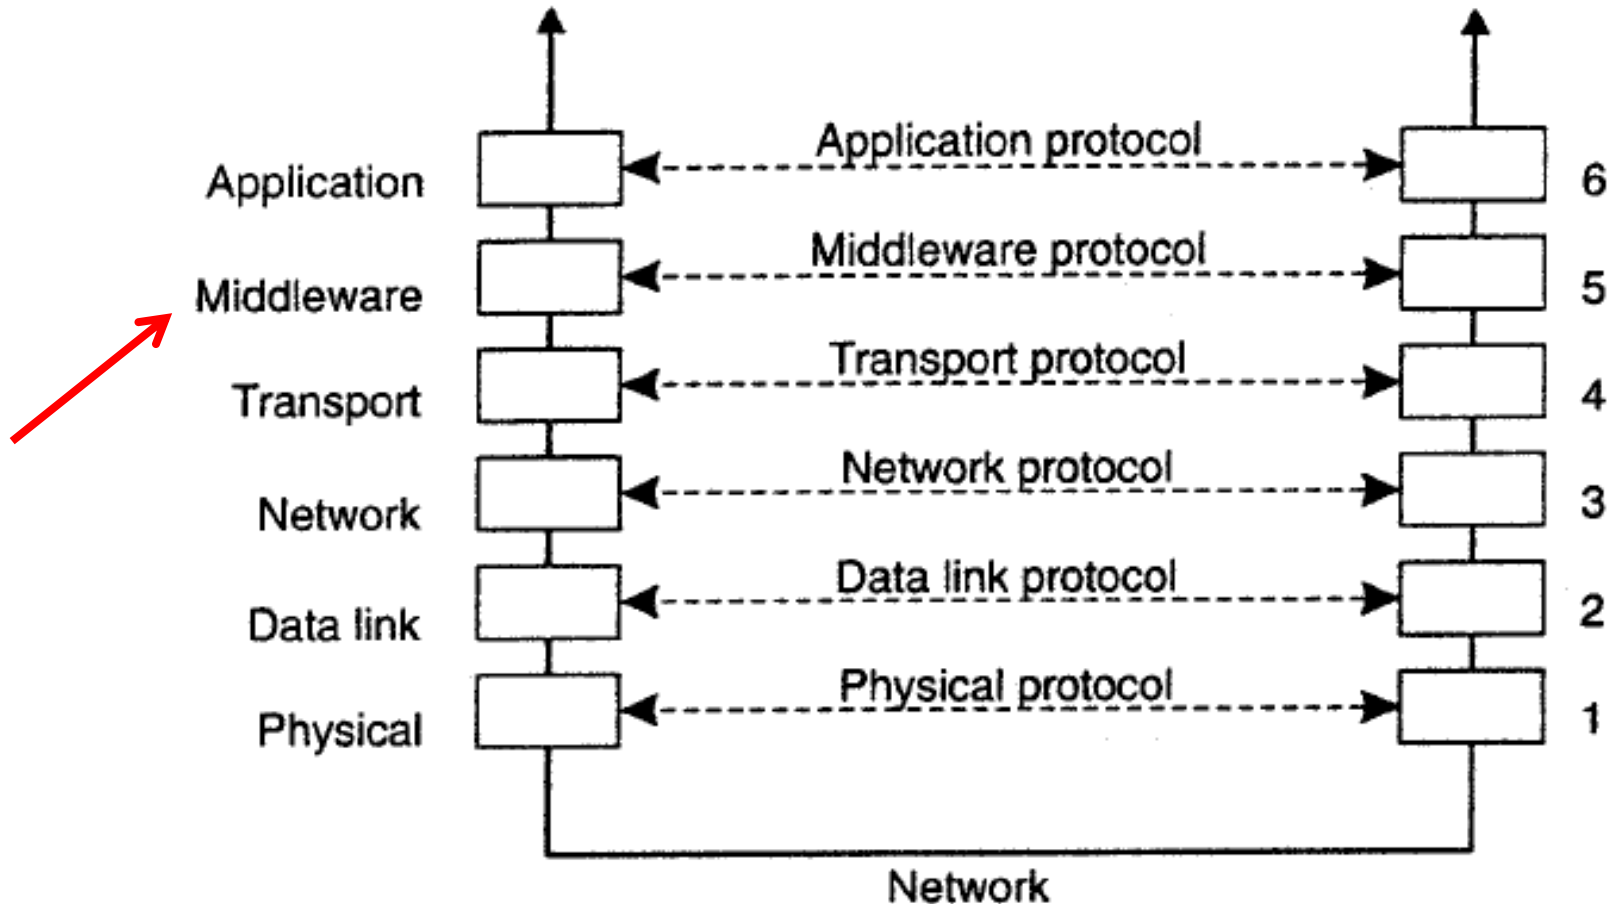 Application
Application protocol
6
Middleware
Middleware protocol
5
Transport
Transport protocol
4
Network
Network protocol
3
Data link
Data link protocol
2
Physical
Physical protocol
1
Network